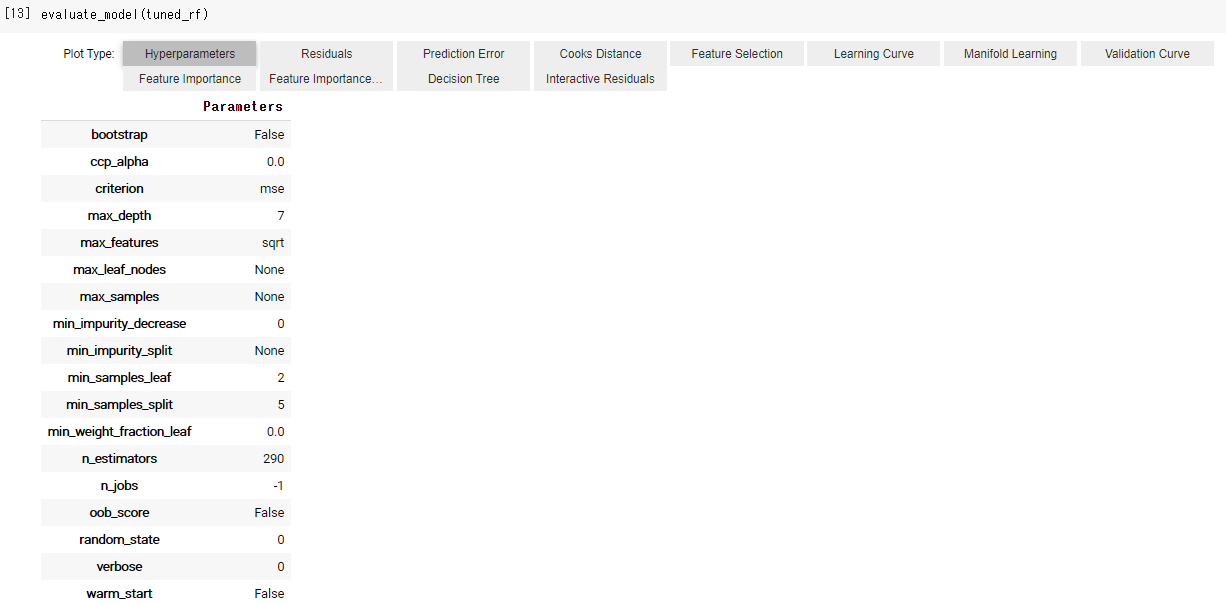 [13] evaluate_model(tuned_rf)
Plot Type: Hyperparameters Residuals Prediction Error Cooks Distance Feature Selection Learning Curve Manifold Learning Validation Curve
Feature Importance Feature Importance... Decision Tree Interactive Residuals
Parameters
bootstrap False
ccp_alpha 0.0
criterion mse
max_depth 7
max_features sqrt
max_leaf_nodes None
max_samples None
min_impurity_decrease 0
min_impurity_split None
min_samples_leaf 2
min_samples_split 5
min_weight_fraction_leaf 0.0
n_estimators 290
n_jobs -1
oob_score False
random_state 0
verbose 0
warm_start False